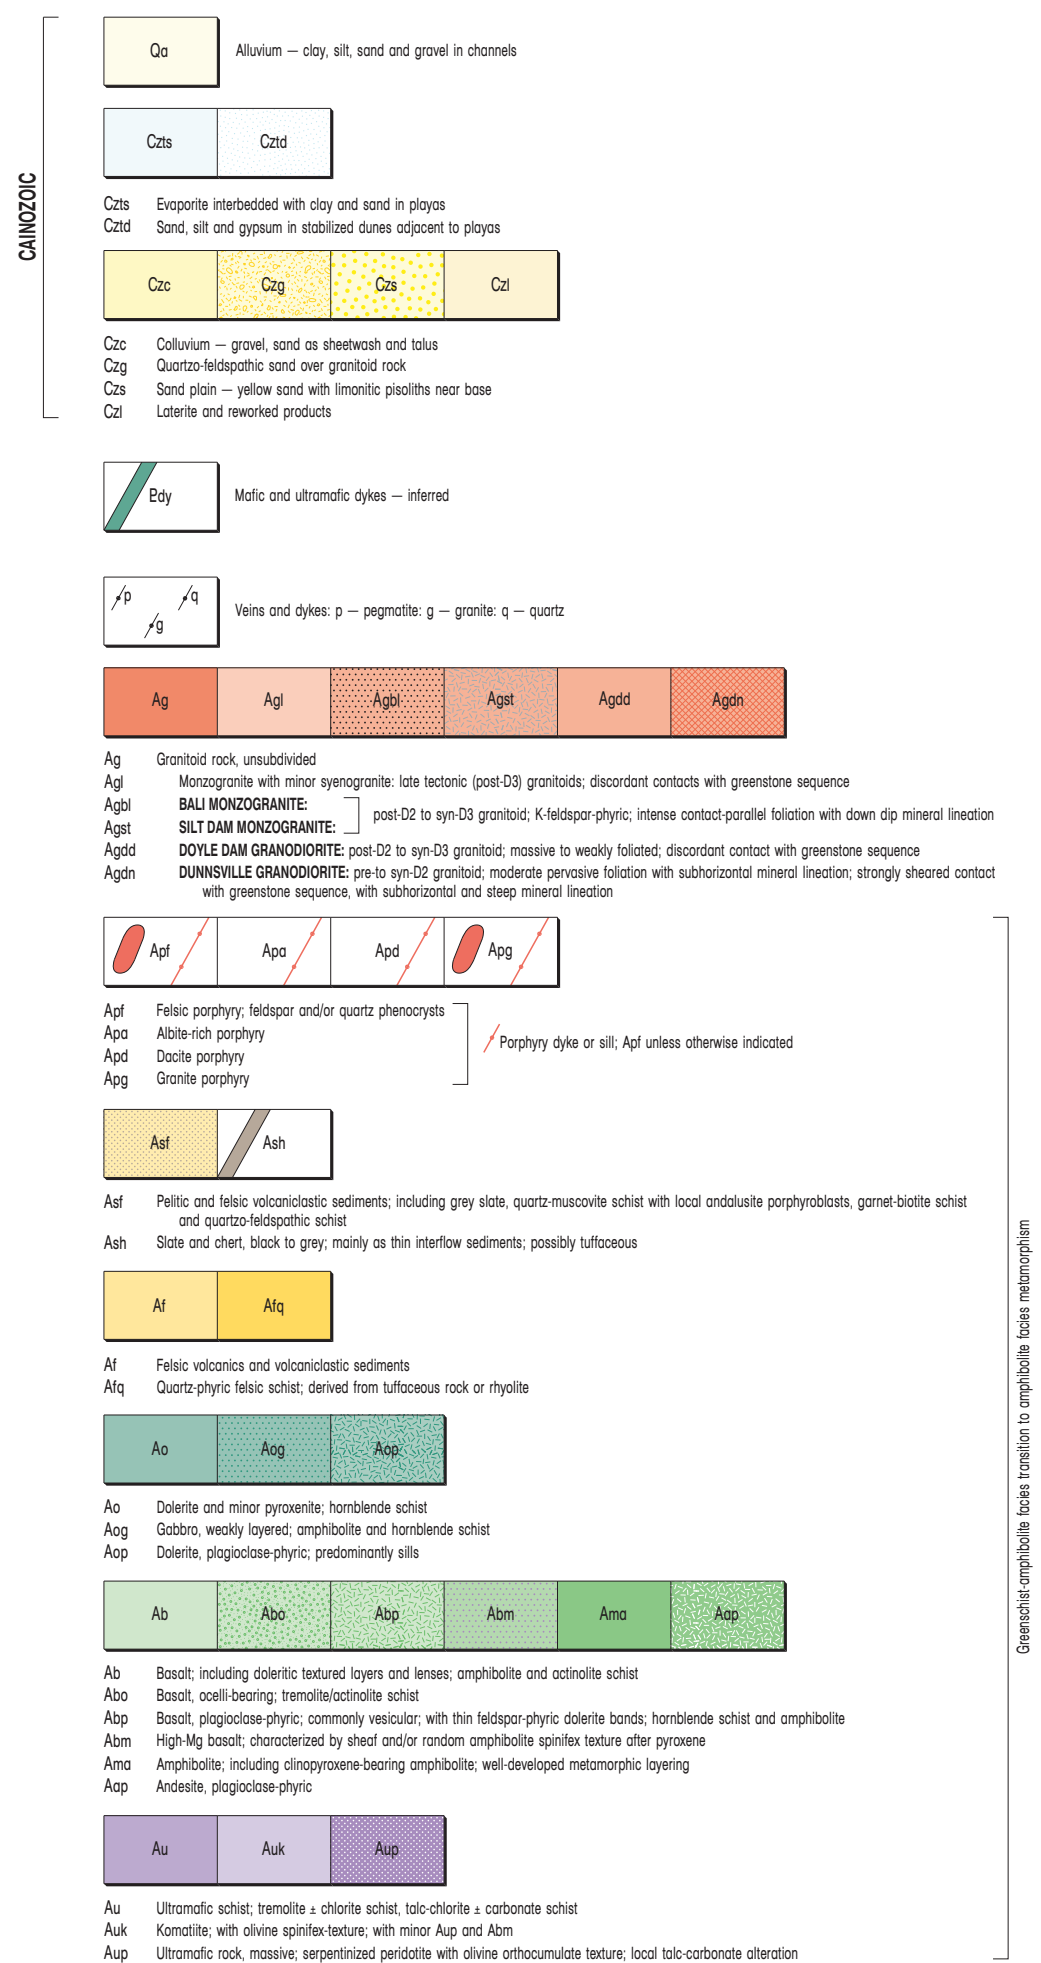 CAINOZOIC
Qa
Alluvium — clay, silt, sand and gravel in channels
Czts Cztd
Czts Evaporite interbedded with clay and sand in playas
Cztd Sand, silt and gypsum in stabilized dunes adjacent to playas
Czc Czg Czs Czl
Czc Colluvium — gravel, sand as sheetwash and talus
Czg Quartzo-feldspathic sand over granitoid rock
Czs Sand plain — yellow sand with limonitic pisoliths near base
Czl Laterite and reworked products
Pdy
Mafic and ultramafic dykes — inferred
p q
g
Veins and dykes: p — pegmatite: g — granite: q — quartz
Ag Agl Agbl Agst Agdd Agdn
Ag Granitoid rock, unsubdivided
Agl Monzogranite with minor syenogranite: late tectonic (post-D3) granitoids; discordant contacts with greenstone sequence
Agbl BALI MONZOGRANITE:
post-D2 to syn-D3 granitoid; K-feldspar-phyric; intense contact-parallel foliation with down dip mineral lineation
Agst SILT DAM MONZOGRANITE:
Agdd DOYLE DAM GRANODIORITE: post-D2 to syn-D3 granitoid; massive to weakly foliated; discordant contact with greenstone sequence
Agdn DUNNSVILLE GRANODIORITE: pre-to syn-D2 granitoid; moderate pervasive foliation with subhorizontal mineral lineation; strongly sheared contact
with greenstone sequence, with subhorizontal and steep mineral lineation
Apf Apa Apd Apg
Apf Felsic porphyry; feldspar and/or quartz phenocrysts
Apa Albite-rich porphyry
Porphyry dyke or sill; Apf unless otherwise indicated
Apd Dacite porphyry
Apg Granite porphyry
Asf Ash
Asf Pelitic and felsic volcaniclastic sediments; including grey slate, quartz-muscovite schist with local andalusite porphyroblasts, garnet-biotite schist
and quartzo-feldspathic schist
Ash Slate and chert, black to grey; mainly as thin interflow sediments; possibly tuffaceous
Af Afq
Af Felsic volcanics and volcaniclastic sediments
Afq Quartz-phyric felsic schist; derived from tuffaceous rock or rhyolite
Ao Aog Aop
Ao Dolerite and minor pyroxenite; hornblende schist
Aog Gabbro, weakly layered; amphibolite and hornblende schist
Aop Dolerite, plagioclase-phyric; predominantly sills
Ab Abo Abp Abm Ama Aap
Ab Basalt; including doleritic textured layers and lenses; amphibolite and actinolite schist
Abo Basalt, ocelli-bearing; tremolite/actinolite schist
Abp Basalt, plagioclase-phyric; commonly vesicular; with thin feldspar-phyric dolerite bands; hornblende schist and amphibolite
Abm High-Mg basalt; characterized by sheaf and/or random amphibolite spinifex texture after pyroxene
Ama Amphibolite; including clinopyroxene-bearing amphibolite; well-developed metamorphic layering
Aap Andesite, plagioclase-phyric
Au Auk Aup
Au Ultramafic schist; tremolite ± chlorite schist, talc-chlorite ± carbonate schist
Auk Komatiite; with olivine spinifex-texture; with minor Aup and Abm
Aup Ultramafic rock, massive; serpentinized peridotite with olivine orthocumulate texture; local talc-carbonate alteration
Greenschist-amphibolite facies transition to amphibolite facies metamorphism